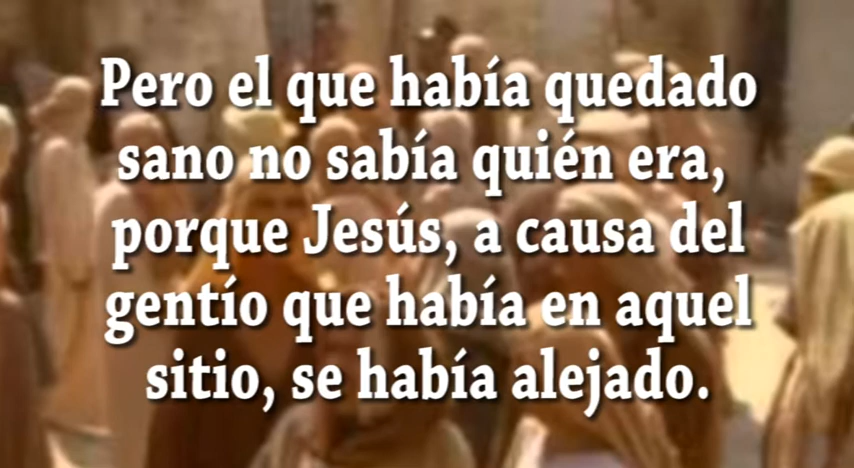 Pero el que había quedado
sano no sabía quién era,
porque Jesús, a causa del
gentío que había en aquel
sitio, se había alejado.